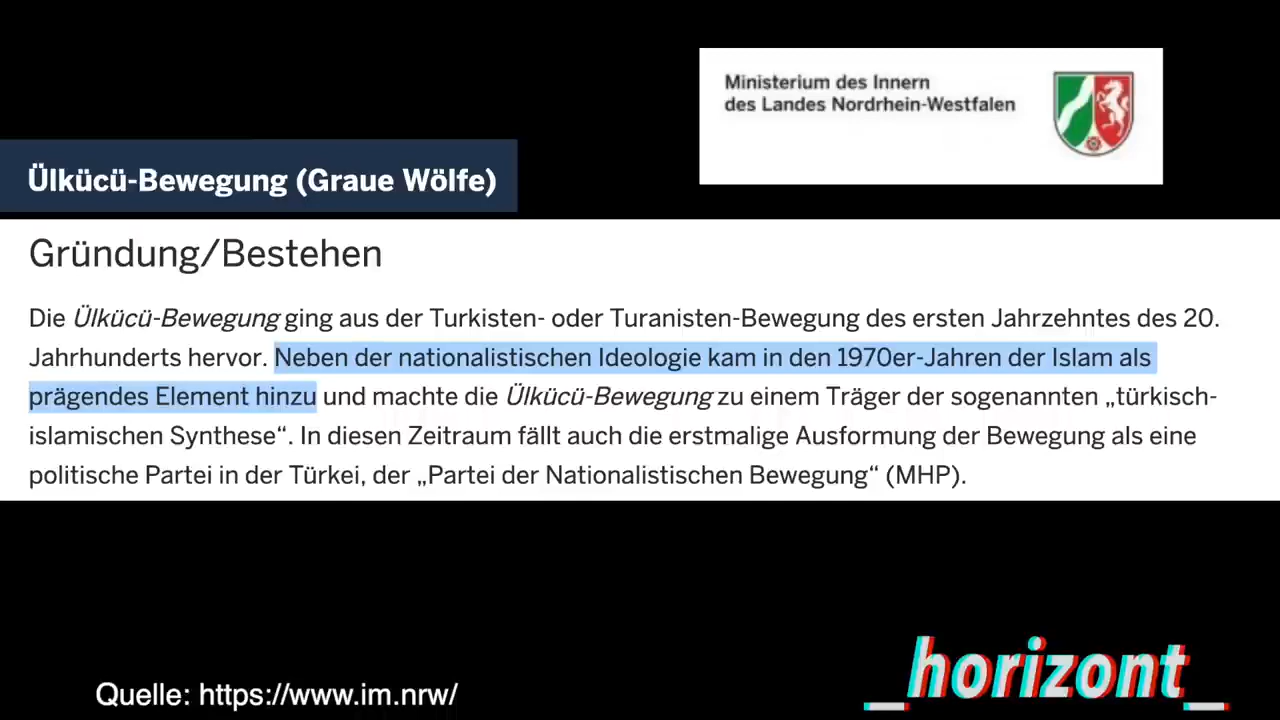 Ministerium des Innern
des Landes Nordrhein-Westfalen
Ülkücü-Bewegung (Graue Wölfe)
Gründung/Bestehen
Die Ülkücü-Bewegung ging aus der Turkisten- oder Turanisten-Bewegung des ersten Jahrzehntes des 20.
Jahrhunderts hervor. Neben der nationalistischen Ideologie kam in den 1970er-Jahren der Islam als
prägendes Element hinzu und machte die Ülkücü-Bewegung zu einem Träger der sogenannten „türkisch-
islamischen Synthese“. In diesen Zeitraum fällt auch die erstmalige Ausformung der Bewegung als eine
politische Partei in der Türkei, der „Partei der Nationalistischen Bewegung“ (MHP).
Quelle: https://www.im.nrw/
_horizont_